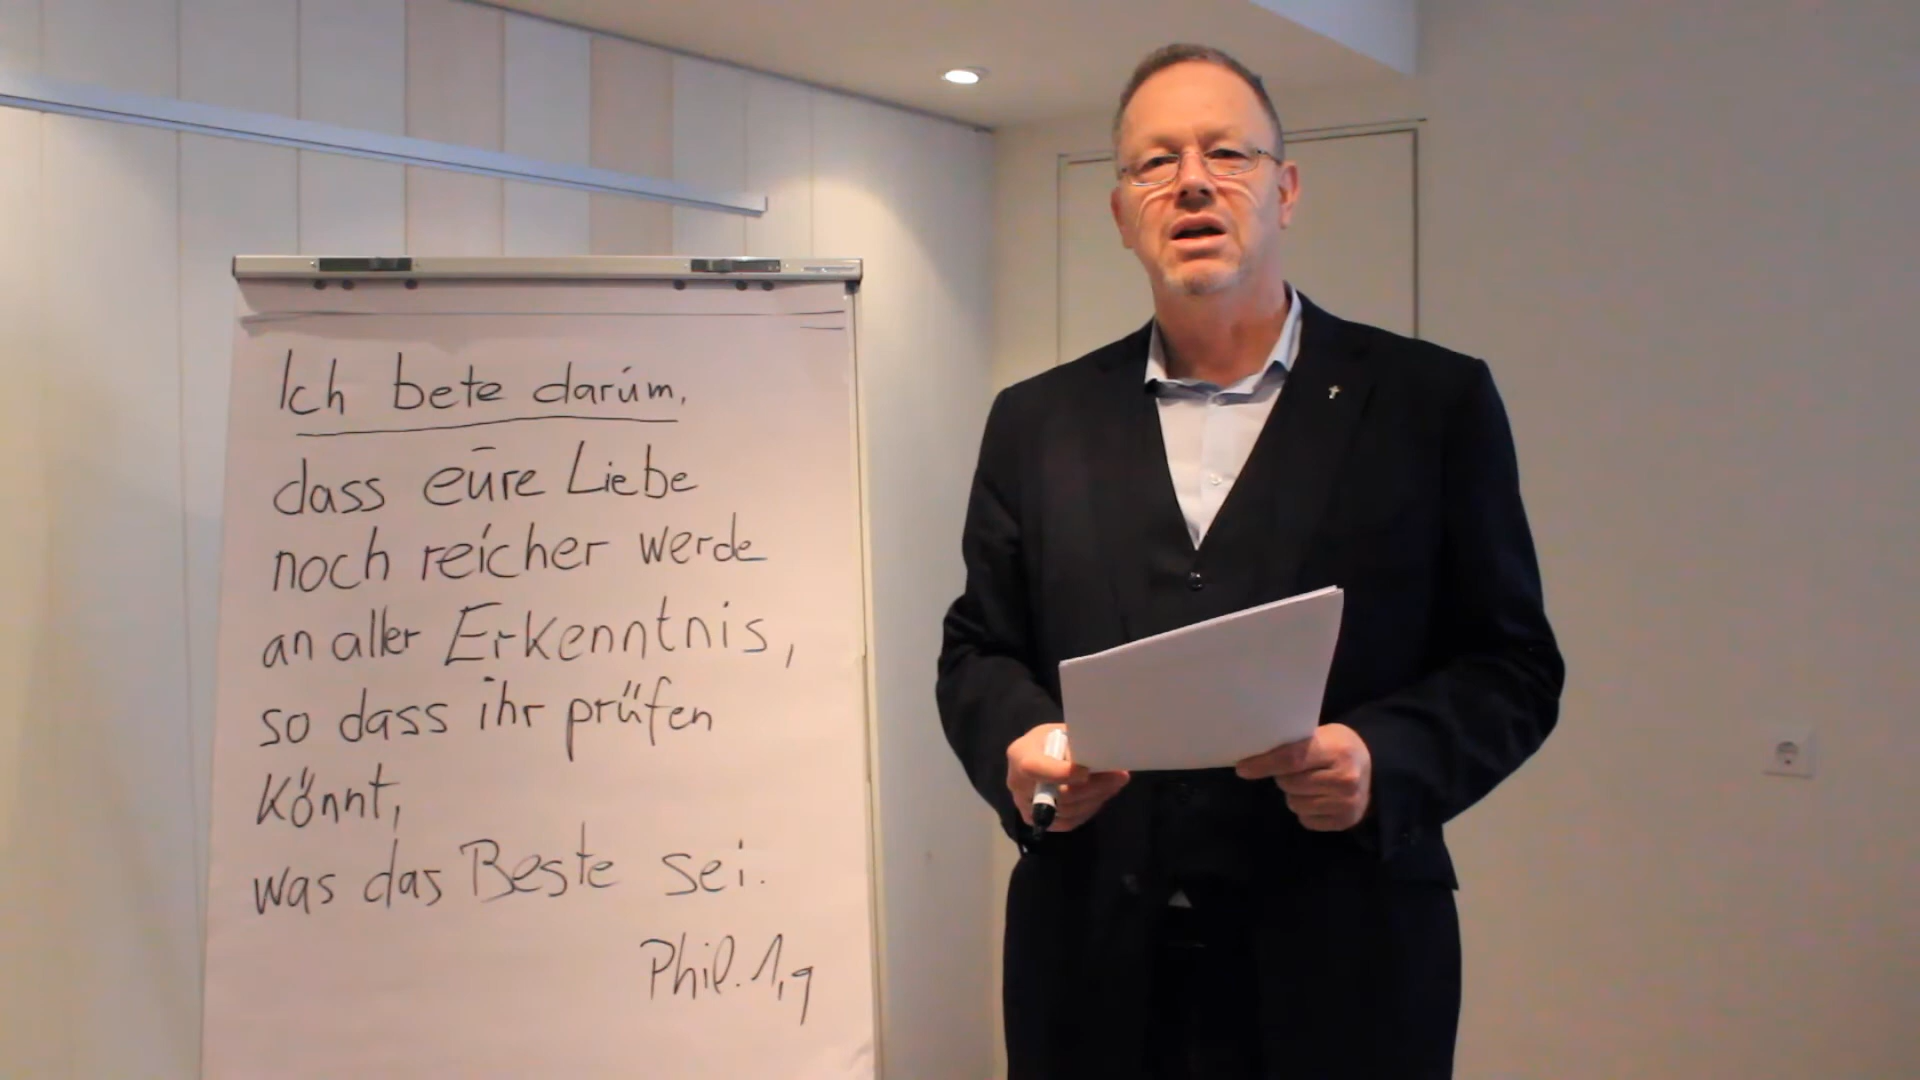 Ich bete darum,
dass eure Liebe
noch reicher werde
an aller Erkenntnis,
so dass ihr prüfen
könnt,
was das Beste sei.
Phil. 1,9